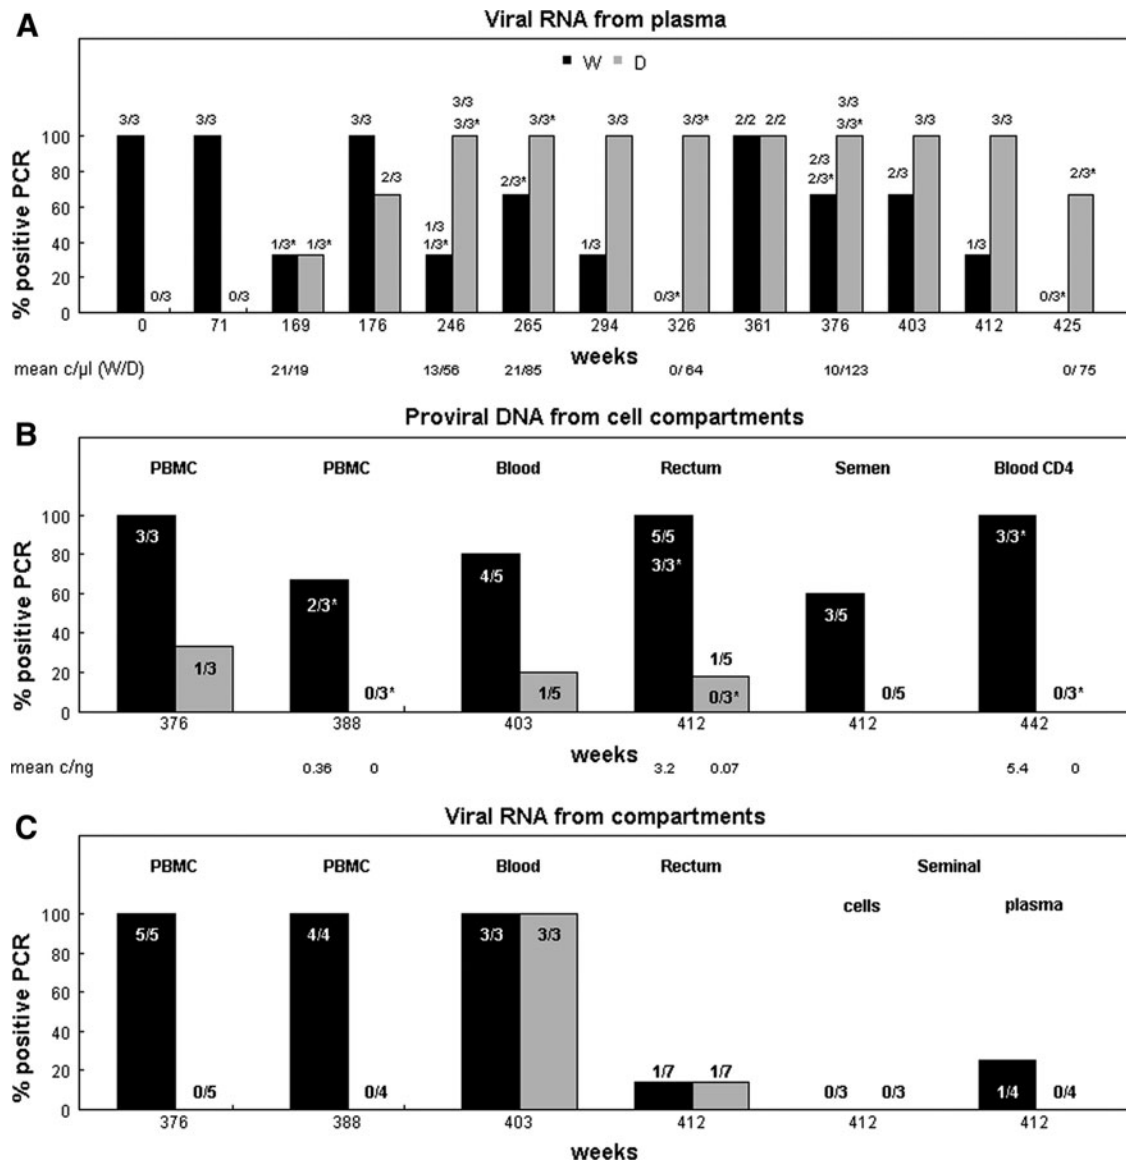 A
Viral RNA from plasma
W D
3/3 3/3 3/3 3/3 3/3* 3/3 3/3* 2/2 2/2 3/3 3/3 3/3
3/3* 3/3*
2/3 2/3* 2/3 2/3 2/3*
2/3*
1/3* 1/3* 1/3 1/3 1/3
1/3*
0/3 0/3 0/3* 0/3*
% positive PCR
100
80
60
40
20
0
0 71 169 176 246 265 294 326 361 376 403 412 425
weeks
mean c/µl (W/D) 21/19 13/56 21/85 0/64 10/123 0/75
B
Proviral DNA from cell compartments
PBMC PBMC Blood Rectum Semen Blood CD4
% positive PCR
100
80
60
40
20
0
3/3 5/5 3/3*
3/3*
4/5
2/3* 3/5
1/3 1/5
0/3* 1/5 0/3* 0/5 0/3*
376 388 403 412 412 442
weeks
mean c/ng 0.36 0 3.2 0.07 5.4 0
C
Viral RNA from compartments
PBMC PBMC Blood Rectum Seminal
cells plasma
% positive PCR
100
80
60
40
20
0
5/5 4/4 3/3 3/3
1/7 1/7
0/5 0/4 0/3 0/3 1/4 0/4
376 388 403 412 412 412
weeks